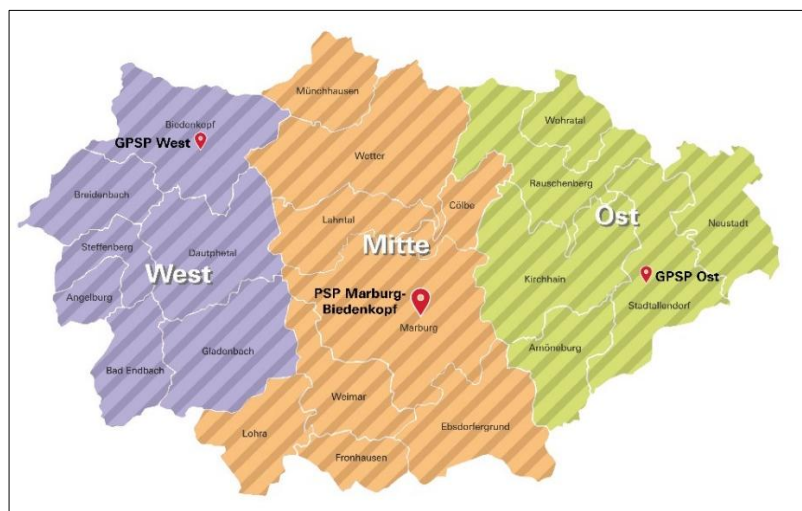 Münchhausen
Biedenkopf
GPSP West
Wohratal
Wetter
Rauschenberg
Breidenbach
Cölbe
Lahntal
Neustadt
Steffenberg
Dautphetal
Mitte
Ost
West
Kirchhain
GPSP Ost
Angelburg
PSP Marburg-
Biedenkopf
Stadtallendorf
Marburg
Gladenbach
Amöneburg
Bad Endbach
Weimar
Ebsdorfergrund
Lohra
Fronhausen